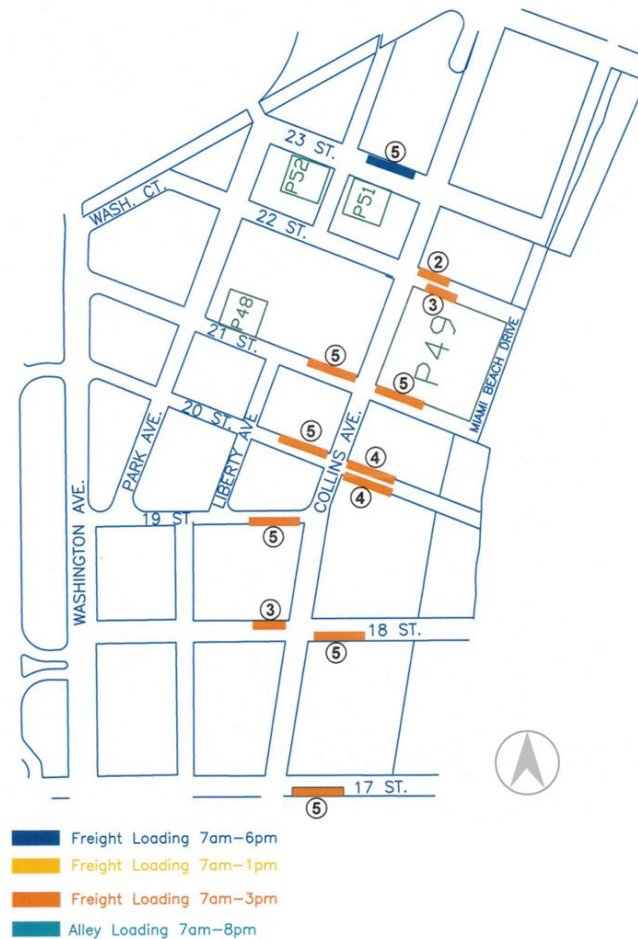 23 ST.
5
P52
P51
WASH. CT.
22 ST.
2
3
P49
P48
21 ST.
5
5
MIAMI BEACH DRIVE
20 ST.
5
PARK AVE.
LIBERTY AVE
COLLINS AVE.
4
4
WASHINGTON AVE.
19 ST
5
3
18 ST.
5
17 ST.
5
Freight Loading 7am-6pm
Freight Loading 7am-1pm
Freight Loading 7am-3pm
Alley Loading 7am-8pm